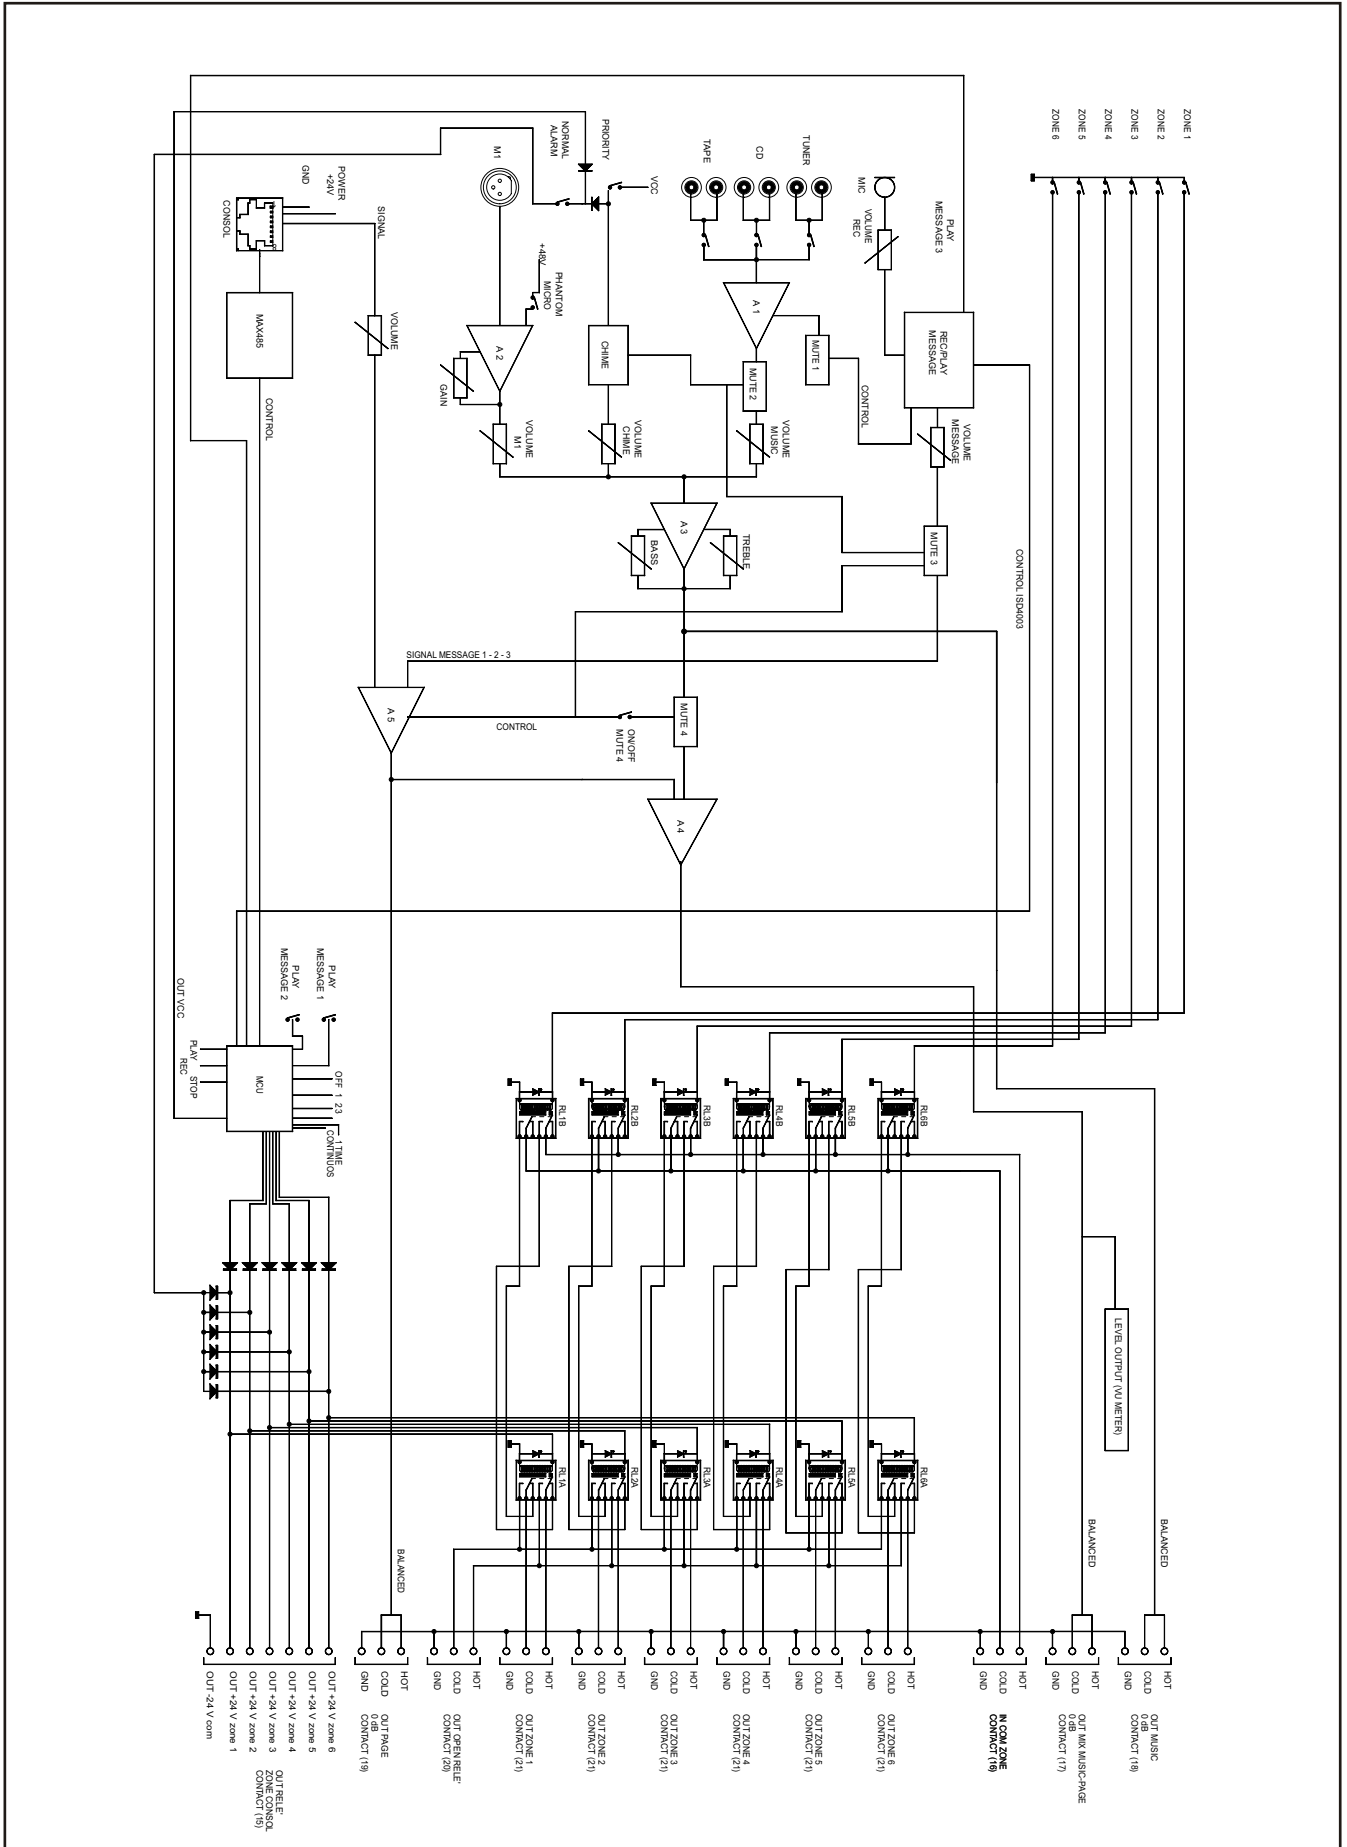 ZONE 1
ZONE 2
ZONE 3
ZONE 4
ZONE 5
ZONE 6
PLAY
MESSAGE 3
MIC
VOLUME
REC
REC/PLAY
MESSAGE
VOLUME
MESSAGE
MUTE 3
CONTROL ISD4003
TUNER
CD
TAPE
A 1
MUTE 1
CONTROL
MUTE 2
VOLUME
MUSIC
VCC
PRIORITY
NORMAL
ALARM
CHIME
VOLUME
CHIME
M1
+48V
PHANTOM
MICRO
A 2
GAIN
VOLUME
M1
A 3
TREBLE
BASS
POWER
+24V
GND
CONSOL
SIGNAL
VOLUME
MAX485
CONTROL
SIGNAL MESSAGE 1 - 2 - 3
A 5
CONTROL
ON/OFF
MUTE 4
MUTE 4
A 4
PLAY
MESSAGE 1
PLAY
MESSAGE 2
OUT VCC
PLAY
REC
STOP
MCU
OFF
1
2
3
1 TIME
CONTINUOS
RL1B
RL2B
RL3B
RL4B
RL5B
RL6B
LEVEL OUTPUT (VU METER)
RL1A
RL2A
RL3A
RL4A
RL5A
RL6A
BALANCED
BALANCED
BALANCED
HOT
COLD
GND
OUT MUSIC
0 dB
CONTACT (18)
HOT
COLD
GND
OUT MIX MUSIC-PAGE
0 dB
CONTACT (17)
HOT
COLD
GND
IN COM ZONE
CONTACT (16)
HOT
COLD
GND
OUT ZONE 6
CONTACT (21)
HOT
COLD
GND
OUT ZONE 5
CONTACT (21)
HOT
COLD
GND
OUT ZONE 4
CONTACT (21)
HOT
COLD
GND
OUT ZONE 3
CONTACT (21)
HOT
COLD
GND
OUT ZONE 2
CONTACT (21)
HOT
COLD
GND
OUT ZONE 1
CONTACT (21)
HOT
COLD
GND
OUT OPEN RELE'
CONTACT (20)
HOT
COLD
GND
OUT PAGE
0 dB
CONTACT (19)
OUT +24 V zone 6
OUT +24 V zone 5
OUT +24 V zone 4
OUT +24 V zone 3
OUT +24 V zone 2
OUT +24 V zone 1
OUT -24 V com
OUT RELE'
ZONE CONSOL
CONTACT (15)